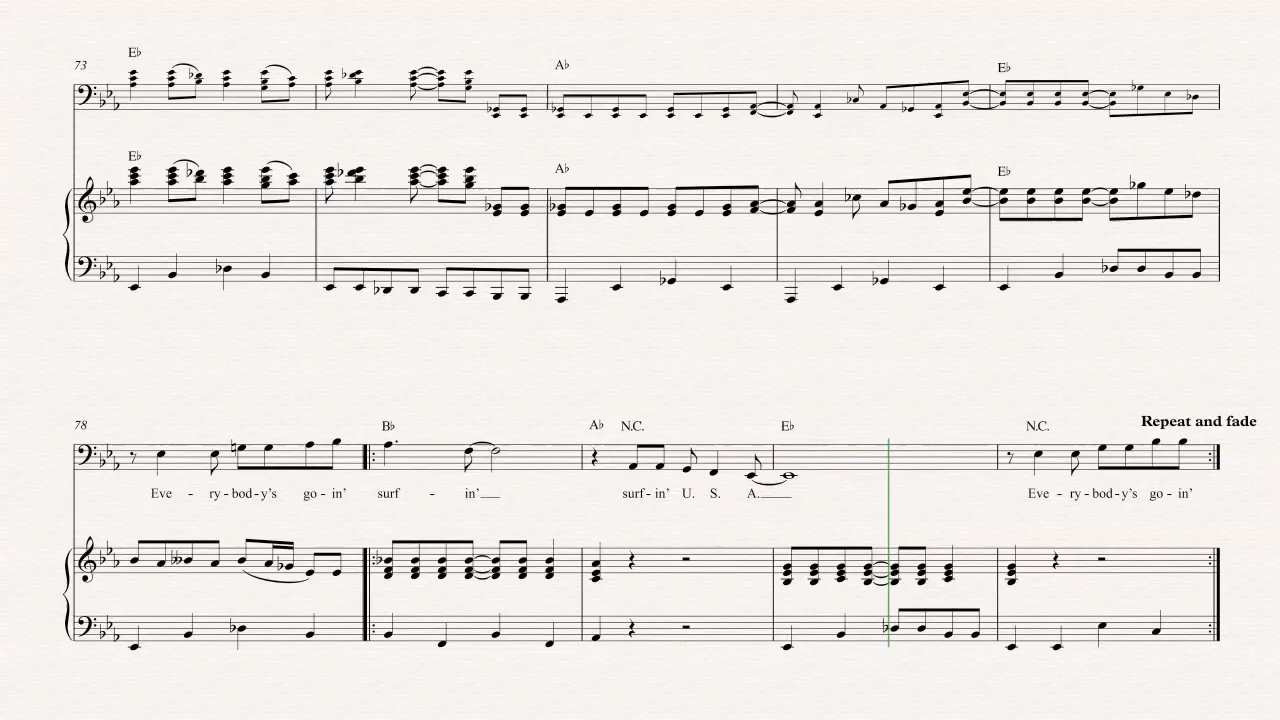 E♭
73 A♭ E♭
E♭ A♭ E♭
Repeat and fade
78 B♭ A♭ N.C. E♭ N.C.
Eve - ry - bod - y's go - in' surf - in' surf - in' U. S. A. Eve - ry - bod - y's go - in'